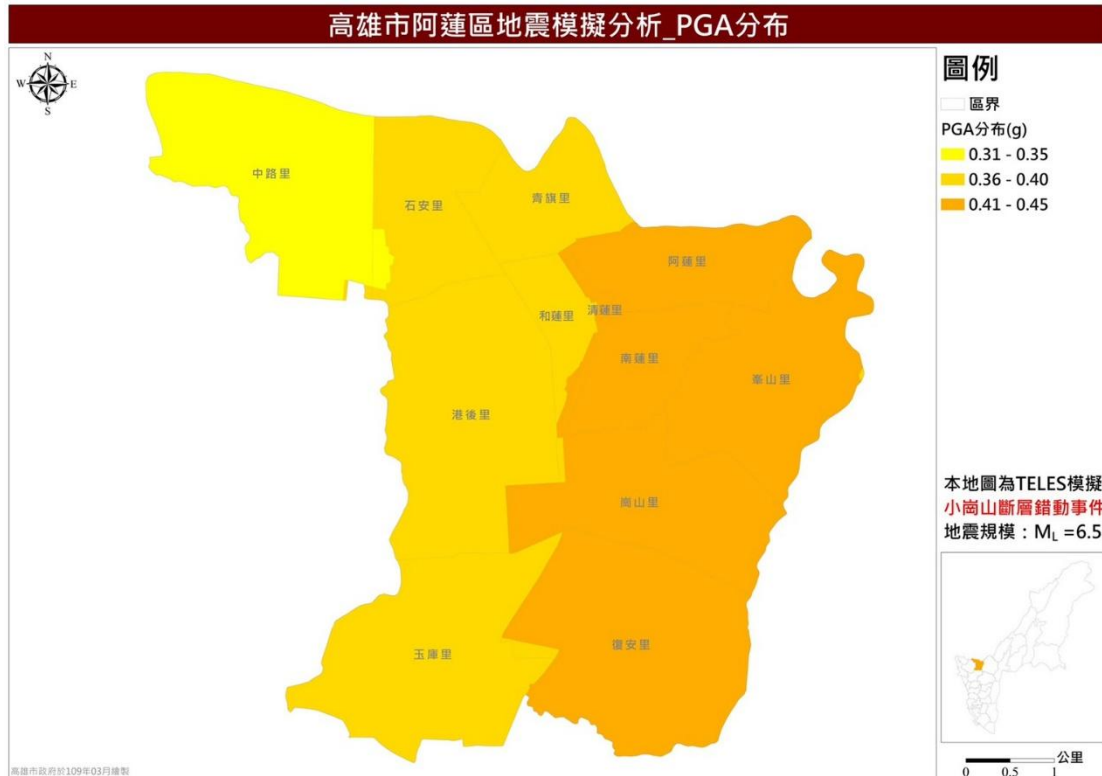 高雄市阿蓮區地震模擬分析_PGA分布
N
W
E
S
圖例
區界
PGA分布(g)
0.31 - 0.35
0.36 - 0.40
0.41 - 0.45
中路里
石安里
青旗里
阿蓮里
和蓮里
清蓮里
南蓮里
峯山里
港後里
崗山里
玉庫里
復安里
本地圖為TELES模擬
小崗山斷層錯動事件
地震規模：ML =6.5
公里
0 0.5 1
高雄市政府於109年03月繪製